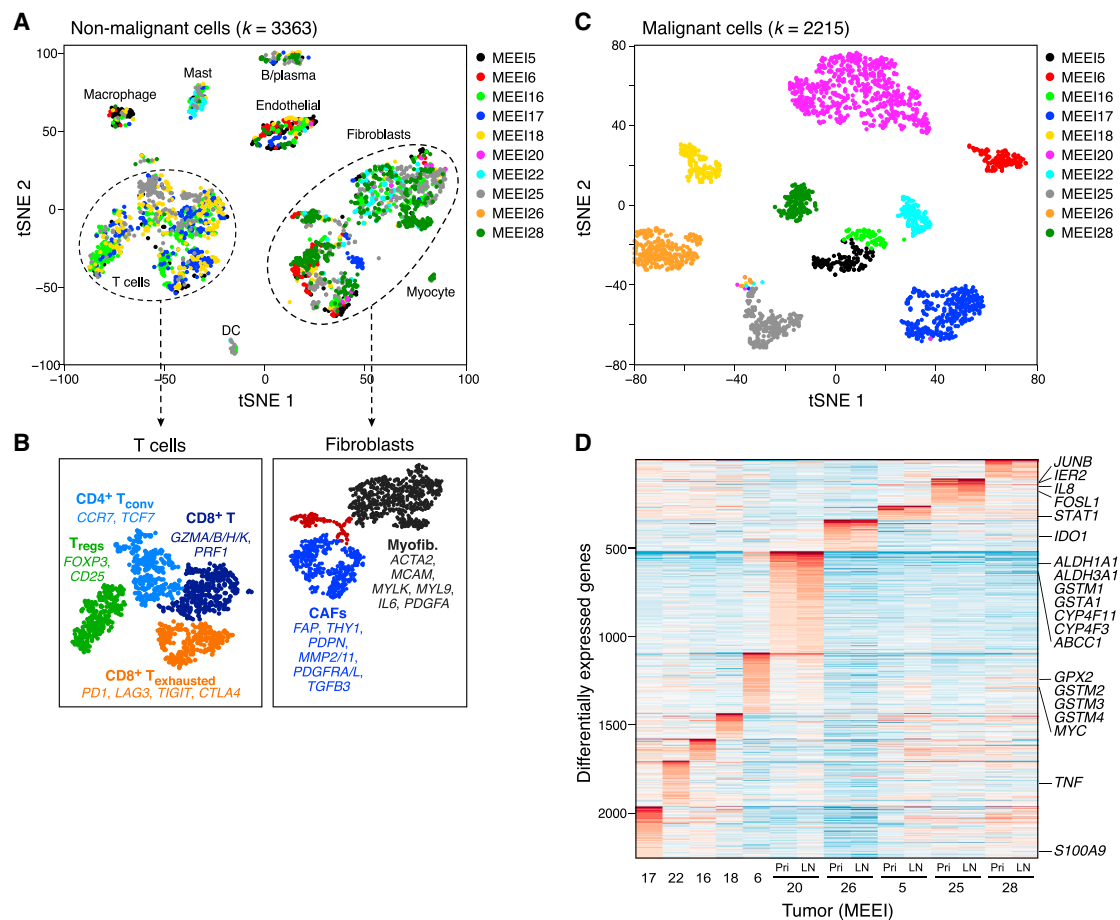 A
Non-malignant cells (k = 3363)
100
50
0
−50
−100
tSNE 2
−100
−50
0
50
100
tSNE 1
Macrophage
Mast
B/plasma
Endothelial
Fibroblasts
T cells
Myocyte
DC
MEEI5
MEEI6
MEEI16
MEEI17
MEEI18
MEEI20
MEEI22
MEEI25
MEEI26
MEEI28
B
T cells
CD4+ Tconv
CCR7, TCF7
CD8+ T
GZMA/B/H/K,
PRF1
Tregs
FOXP3,
CD25
CD8+ Texhausted
PD1, LAG3, TIGIT, CTLA4
Fibroblasts
Myofib.
ACTA2,
MCAM,
MYLK, MYL9,
IL6, PDGFA
CAFs
FAP, THY1,
PDPN,
MMP2/11,
PDGFRA/L,
TGFB3
C
Malignant cells (k = 2215)
80
40
0
−40
−80
tSNE 2
−80
−40
0
40
80
tSNE 1
MEEI5
MEEI6
MEEI16
MEEI17
MEEI18
MEEI20
MEEI22
MEEI25
MEEI26
MEEI28
D
Differentially expressed genes
500
1000
1500
2000
JUNB
IER2
IL8
FOSL1
STAT1
IDO1
ALDH1A1
ALDH3A1
GSTM1
GSTA1
CYP4F11
CYP4F3
ABCC1
GPX2
GSTM2
GSTM3
GSTM4
MYC
TNF
S100A9
Pri LN Pri LN Pri LN Pri LN Pri LN
17 22 16 18 6 20 26 5 25 28
Tumor (MEEI)